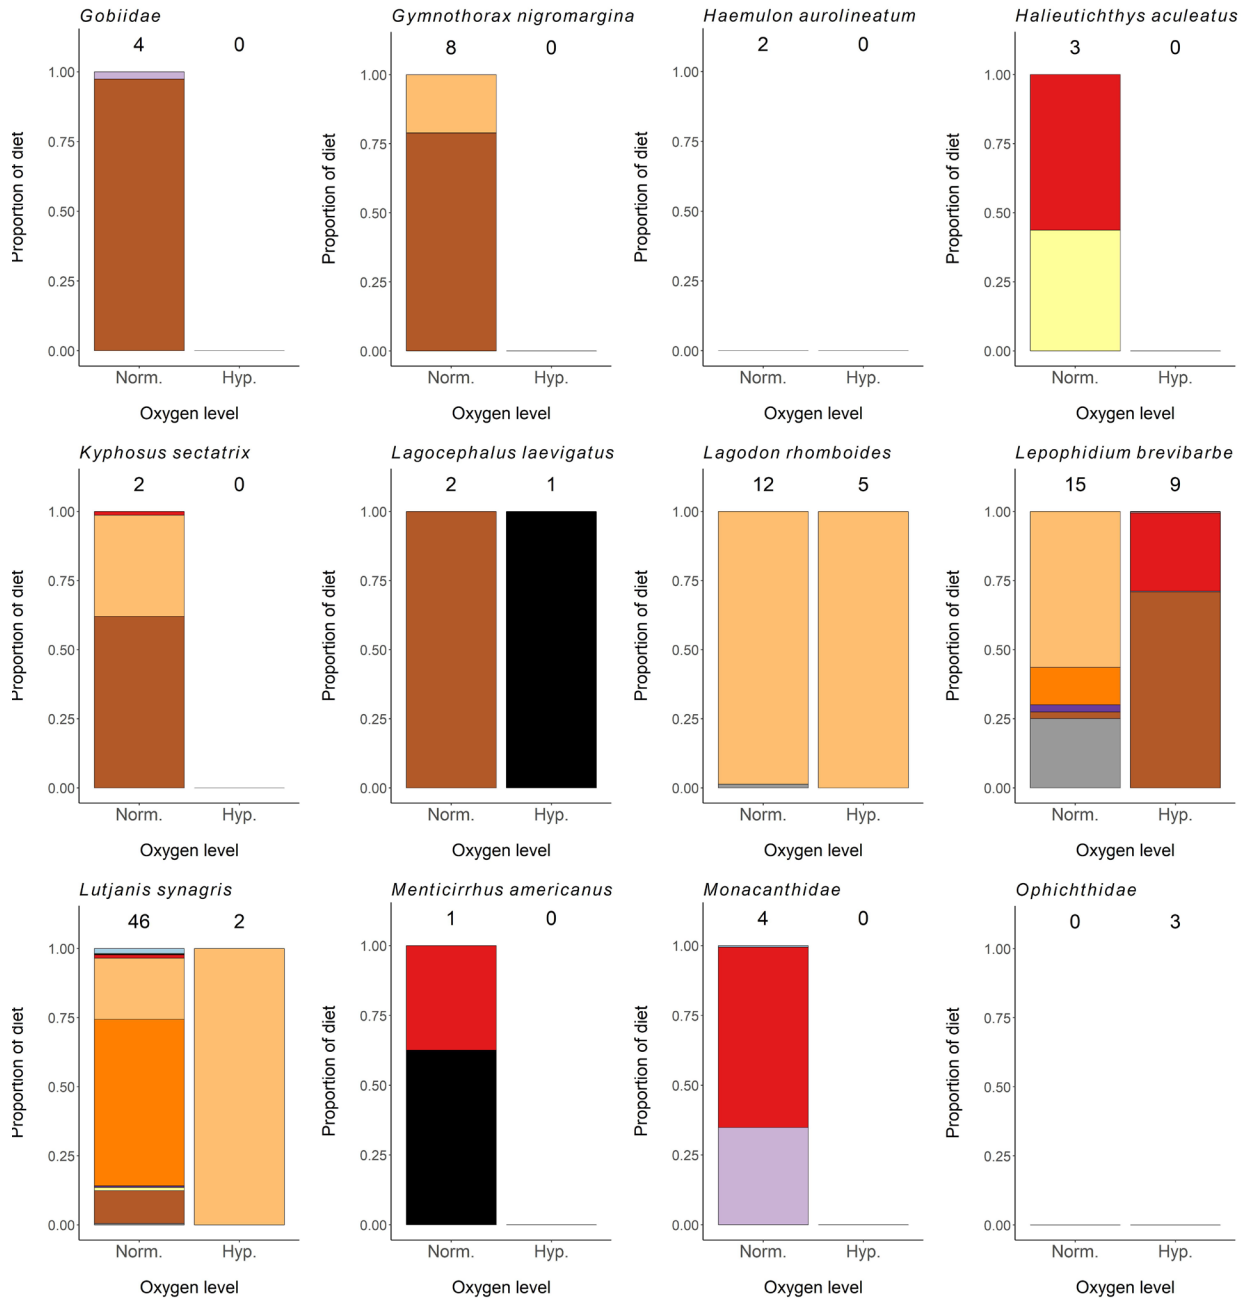 Gobiidae
4 0
Proportion of diet
1.00
0.75
0.50
0.25
0.00
Norm. Hyp.
Oxygen level
Gymnothorax nigromargina
8 0
Proportion of diet
1.00
0.75
0.50
0.25
0.00
Norm. Hyp.
Oxygen level
Haemulon aurolineatum
2 0
Proportion of diet
1.00
0.75
0.50
0.25
0.00
Norm. Hyp.
Oxygen level
Halieutichthys aculeatus
3 0
Proportion of diet
1.00
0.75
0.50
0.25
0.00
Norm. Hyp.
Oxygen level
Kyphosus sectatrix
2 0
Proportion of diet
1.00
0.75
0.50
0.25
0.00
Norm. Hyp.
Oxygen level
Lagocephalus laevigatus
2 1
Proportion of diet
1.00
0.75
0.50
0.25
0.00
Norm. Hyp.
Oxygen level
Lagodon rhomboides
12 5
Proportion of diet
1.00
0.75
0.50
0.25
0.00
Norm. Hyp.
Oxygen level
Lepophidium brevibarbe
15 9
Proportion of diet
1.00
0.75
0.50
0.25
0.00
Norm. Hyp.
Oxygen level
Lutjanis synagris
46 2
Proportion of diet
1.00
0.75
0.50
0.25
0.00
Norm. Hyp.
Oxygen level
Menticirrhus americanus
1 0
Proportion of diet
1.00
0.75
0.50
0.25
0.00
Norm. Hyp.
Oxygen level
Monacanthidae
4 0
Proportion of diet
1.00
0.75
0.50
0.25
0.00
Norm. Hyp.
Oxygen level
Ophichthidae
0 3
Proportion of diet
1.00
0.75
0.50
0.25
0.00
Norm. Hyp.
Oxygen level